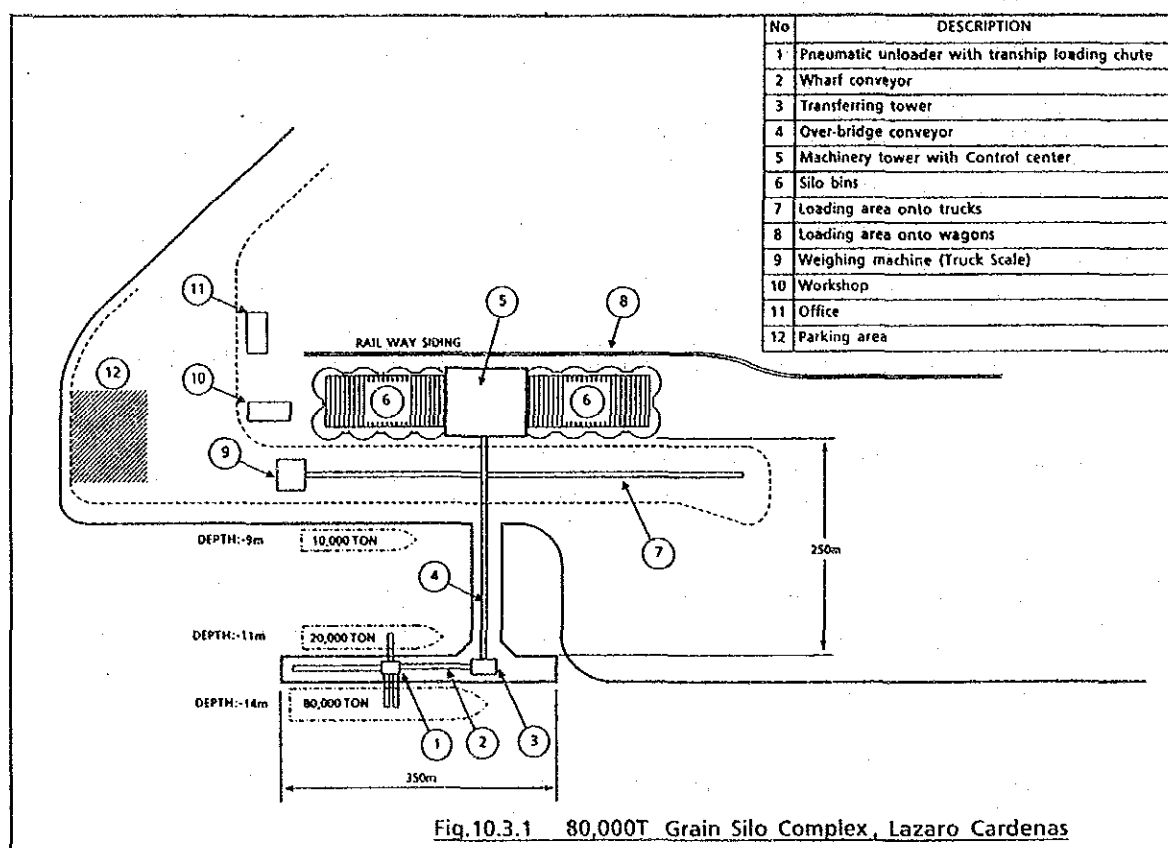 No DESCRIPTION
1 Pneumatic unloader with tranship loading chute
2 Wharf conveyor
3 Transferring tower
4 Over-bridge conveyor
5 Machinery tower with Control center
6 Silo bins
7 Loading area onto trucks
8 Loading area onto wagons
9 Weighing machine (Truck Scale)
10 Workshop
11 Office
12 Parking area
11
5
8
RAIL WAY SIDING
12
10
6
6
9
DEPTH:-9m
10,000 TON
7
250m
4
DEPTH:-11m
20,000 TON
DEPTH:-14m
80,000 TON
1
2
3
350m
Fig.10.3.1 80,000T Grain Silo Complex, Lazaro Cardenas